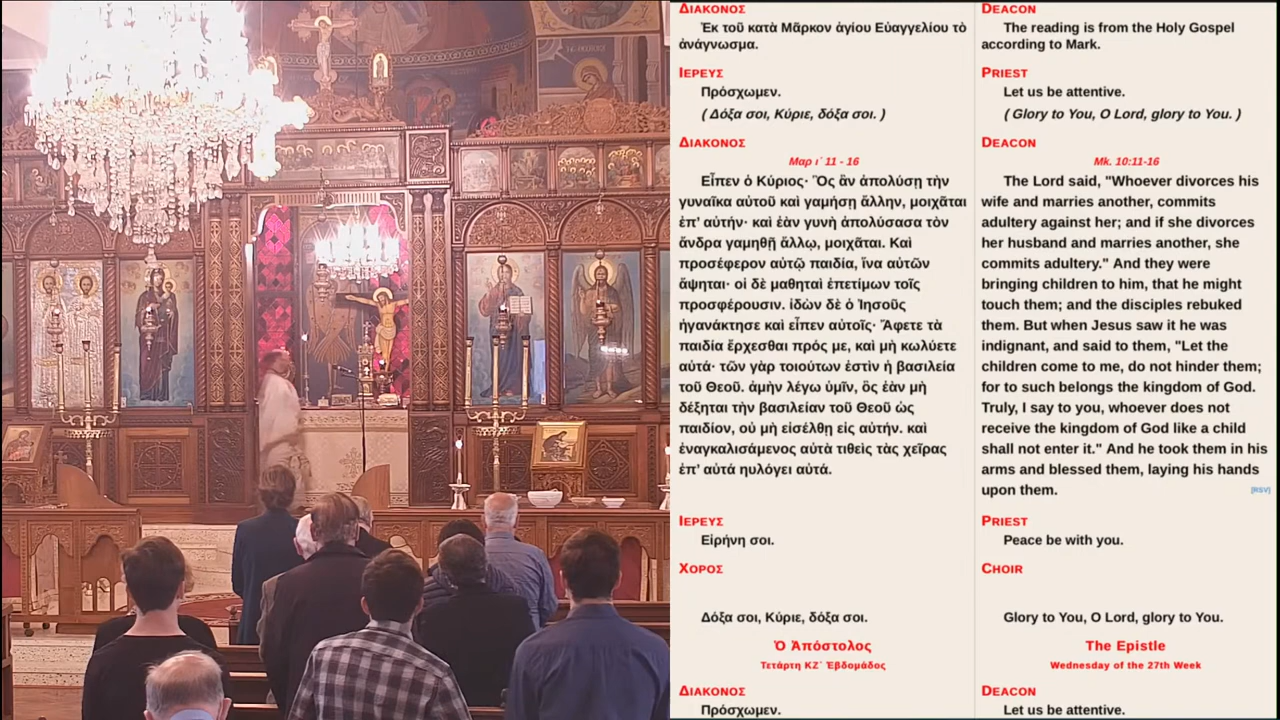 ΔΙΑΚΟΝΟΣ
Ἐκ τοῦ κατὰ Μᾶρκον ἁγίου Εὐαγγελίου τὸ
ἀνάγνωσμα.
ΙΕΡΕΥΣ
Πρόσχωμεν.
( Δόξα σοι, Κύριε, δόξα σοι. )
ΔΙΑΚΟΝΟΣ
Μαρ ι΄ 11 - 16
Εἶπεν ὁ Κύριος· Ὃς ἂν ἀπολύσῃ τὴν
γυναῖκα αὐτοῦ καὶ γαμήσῃ ἄλλην, μοιχᾶται
ἐπ’ αὐτήν· καὶ ἐὰν γυνὴ ἀπολύσασα τὸν
ἄνδρα γαμηθῇ ἄλλῳ, μοιχᾶται. Καὶ
προσέφερον αὐτῷ παιδία, ἵνα αὐτῶν
ἅψηται· οἱ δὲ μαθηταὶ ἐπετίμων τοῖς
προσφέρουσιν. ἰδὼν δὲ ὁ Ἰησοῦς
ἠγανάκτησε καὶ εἶπεν αὐτοῖς· Ἄφετε τὰ
παιδία ἔρχεσθαι πρός με, καὶ μὴ κωλύετε
αὐτά· τῶν γὰρ τοιούτων ἐστὶν ἡ βασιλεία
τοῦ Θεοῦ. ἀμὴν λέγω ὑμῖν, ὃς ἐὰν μὴ
δέξηται τὴν βασιλείαν τοῦ Θεοῦ ὡς
παιδίον, οὐ μὴ εἰσέλθῃ εἰς αὐτήν. καὶ
ἐναγκαλισάμενος αὐτὰ τιθεὶς τὰς χεῖρας
ἐπ’ αὐτά ηυλόγει αὐτά.
ΙΕΡΕΥΣ
Εἰρήνη σοι.
ΧΟΡΟΣ
Δόξα σοι, Κύριε, δόξα σοι.
Ὁ Ἀπόστολος
Τετάρτη ΚΖ΄ Ἑβδομάδος
ΔΙΑΚΟΝΟΣ
Πρόσχωμεν.
DEACON
The reading is from the Holy Gospel
according to Mark.
PRIEST
Let us be attentive.
( Glory to You, O Lord, glory to You. )
DEACON
Mk. 10:11-16
The Lord said, "Whoever divorces his
wife and marries another, commits
adultery against her; and if she divorces
her husband and marries another, she
commits adultery." And they were
bringing children to him, that he might
touch them; and the disciples rebuked
them. But when Jesus saw it he was
indignant, and said to them, "Let the
children come to me, do not hinder them;
for to such belongs the kingdom of God.
Truly, I say to you, whoever does not
receive the kingdom of God like a child
shall not enter it." And he took them in his
arms and blessed them, laying his hands
upon them.
[RSV]
PRIEST
Peace be with you.
CHOIR
Glory to You, O Lord, glory to You.
The Epistle
Wednesday of the 27th Week
DEACON
Let us be attentive.